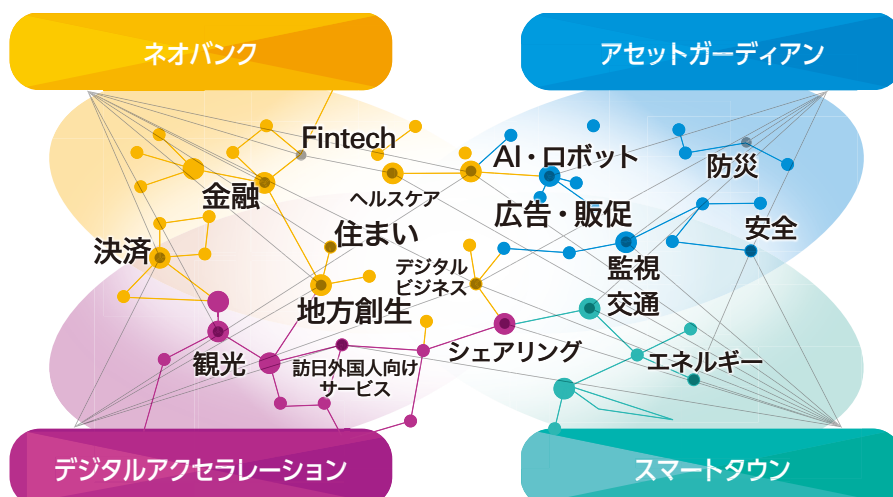 ネオバンク
アセットガーディアン
Fintech
AI・ロボット
防災
金融
ヘルスケア
広告・販促
住まい
安全
決済
デジタル
ビジネス
監視
地方創生
交通
観光
訪日外国人向け
サービス
シェアリング
エネルギー
デジタルアクセラレーション
スマートタウン